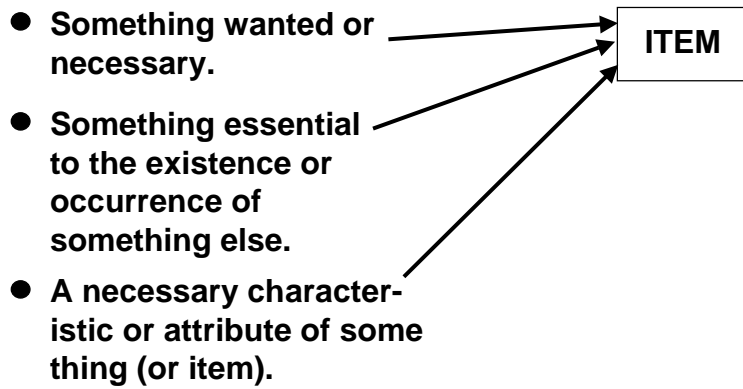 ● Something wanted or
necessary.
ITEM
● Something essential
to the existence or
occurrence of
something else.
● A necessary character-
istic or attribute of some
thing (or item).